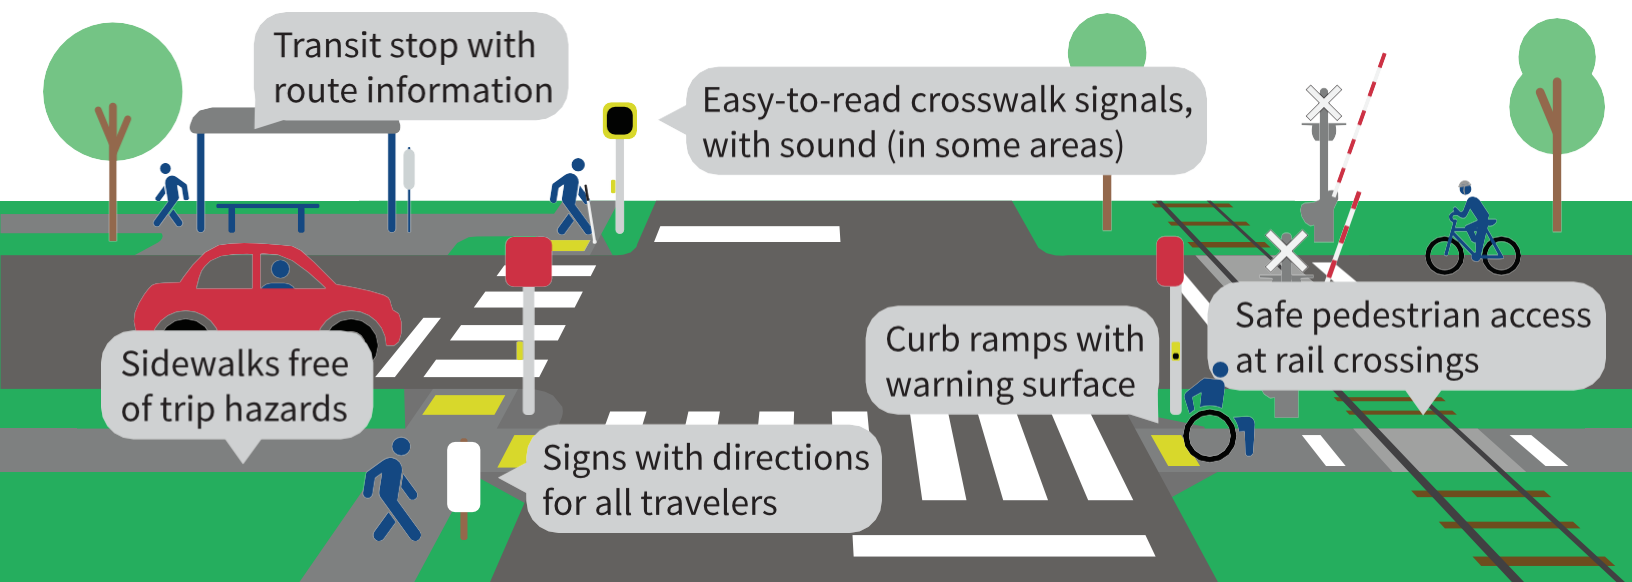 Transit stop with
route information
Easy-to-read crosswalk signals,
with sound (in some areas)
Sidewalks free
of trip hazards
Curb ramps with
warning surface
Safe pedestrian access
at rail crossings
Signs with directions
for all travelers